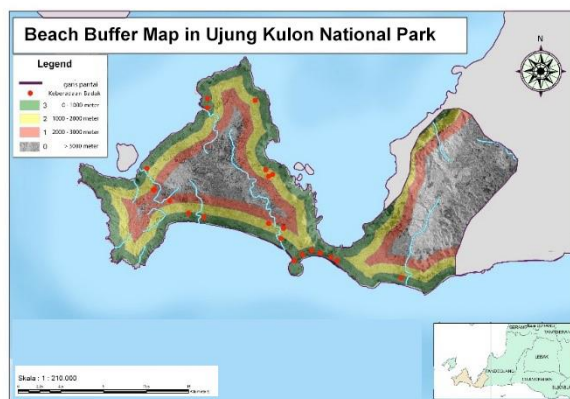 Beach Buffer Map in Ujung Kulon National Park
N
Legend
garis pantai
Keberadaan Badak
3 0 - 1000 meter
2 1000 - 2000 meter
1 2000 - 3000 meter
0 > 3000 meter
Skala : 1 : 210.000
LEBAK